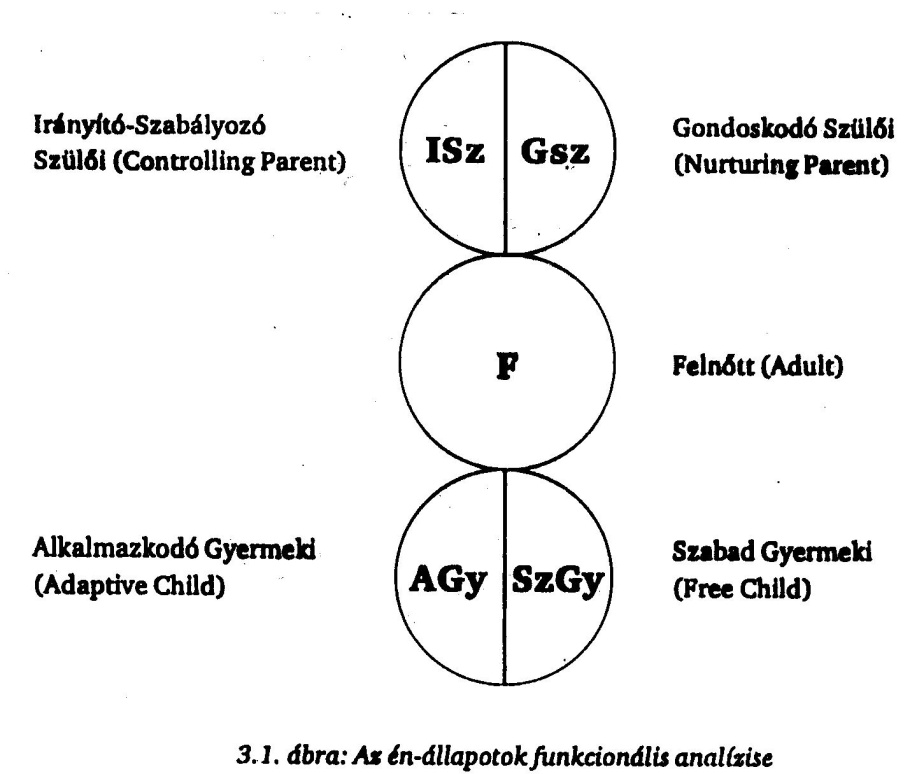 Irányító-Szabályozó
Szülői (Controlling Parent)
ISz
Gsz
Gondoskodó Szülői
(Nurturing Parent)
F
Felnőtt (Adult)
Alkalmazkodó Gyermeki
(Adaptive Child)
AGy
SzGy
Szabad Gyermeki
(Free Child)
3.1. ábra: Az én-állapotok funkcionális analízise